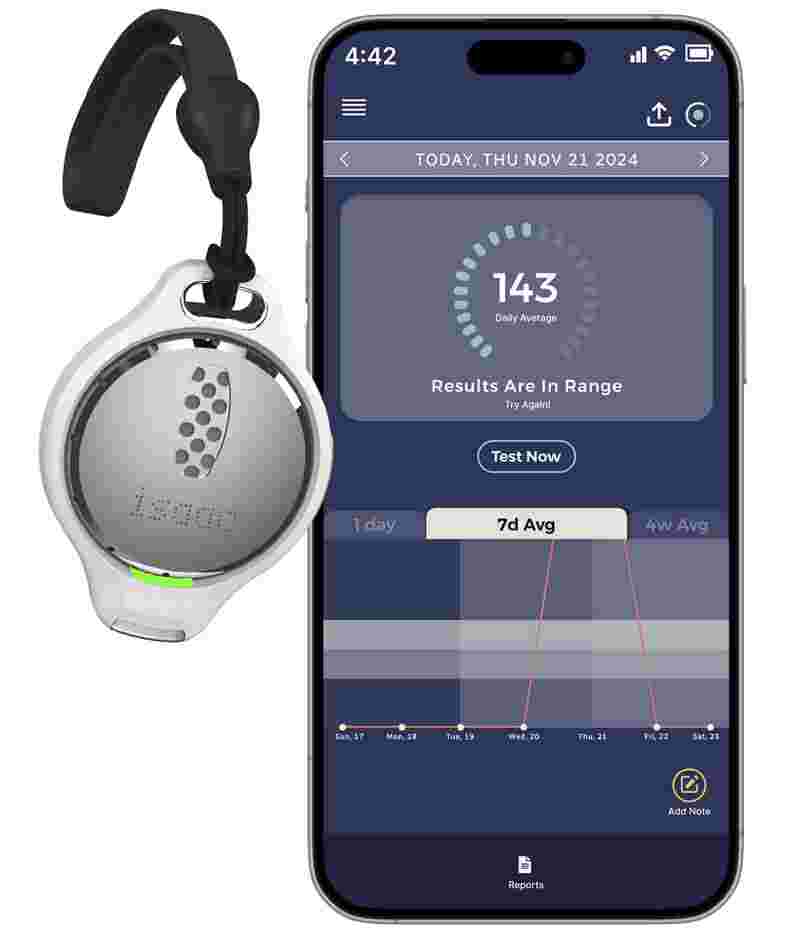 isaac
4:42
TODAY, THU NOV 21 2024
143
Daily Average
Results Are In Range
Try Again!
Test Now
1 day
7d Avg
4w Avg
Sun, 17
Mon, 18
Tue, 19
Wed, 20
Thu, 21
Fri, 22
Sat, 23
Add Note
Reports